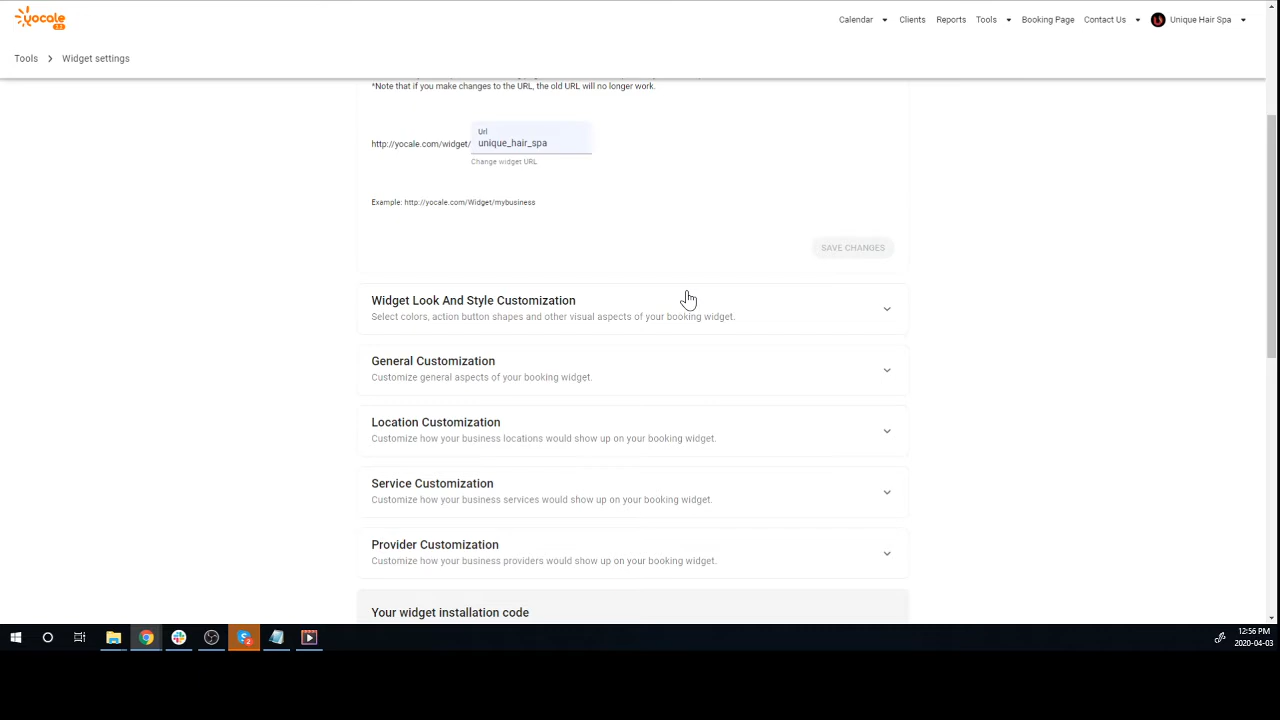 yocale
2.0
Calendar Clients Reports Tools Booking Page Contact Us Unique Hair Spa
Tools > Widget settings
*Note that if you make changes to the URL, the old URL will no longer work.
Url
http://yocale.com/widget/ unique_hair_spa
Change widget URL
Example: http://yocale.com/Widget/mybusiness
SAVE CHANGES
Widget Look And Style Customization
Select colors, action button shapes and other visual aspects of your booking widget.
General Customization
Customize general aspects of your booking widget.
Location Customization
Customize how your business locations would show up on your booking widget.
Service Customization
Customize how your business services would show up on your booking widget.
Provider Customization
Customize how your business providers would show up on your booking widget.
Your widget installation code
2
12:56 PM
2020-04-03